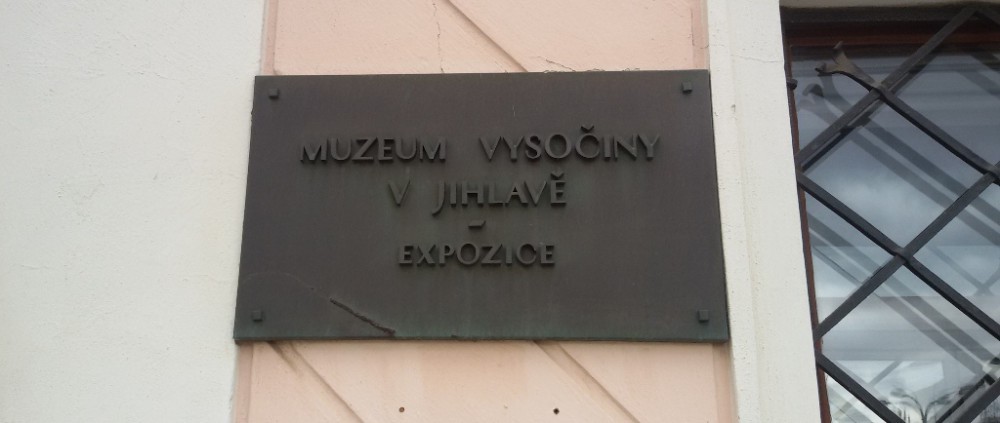 MUZEUM VYSOČINY
V JIHLAVĚ
-
EXPOZICE